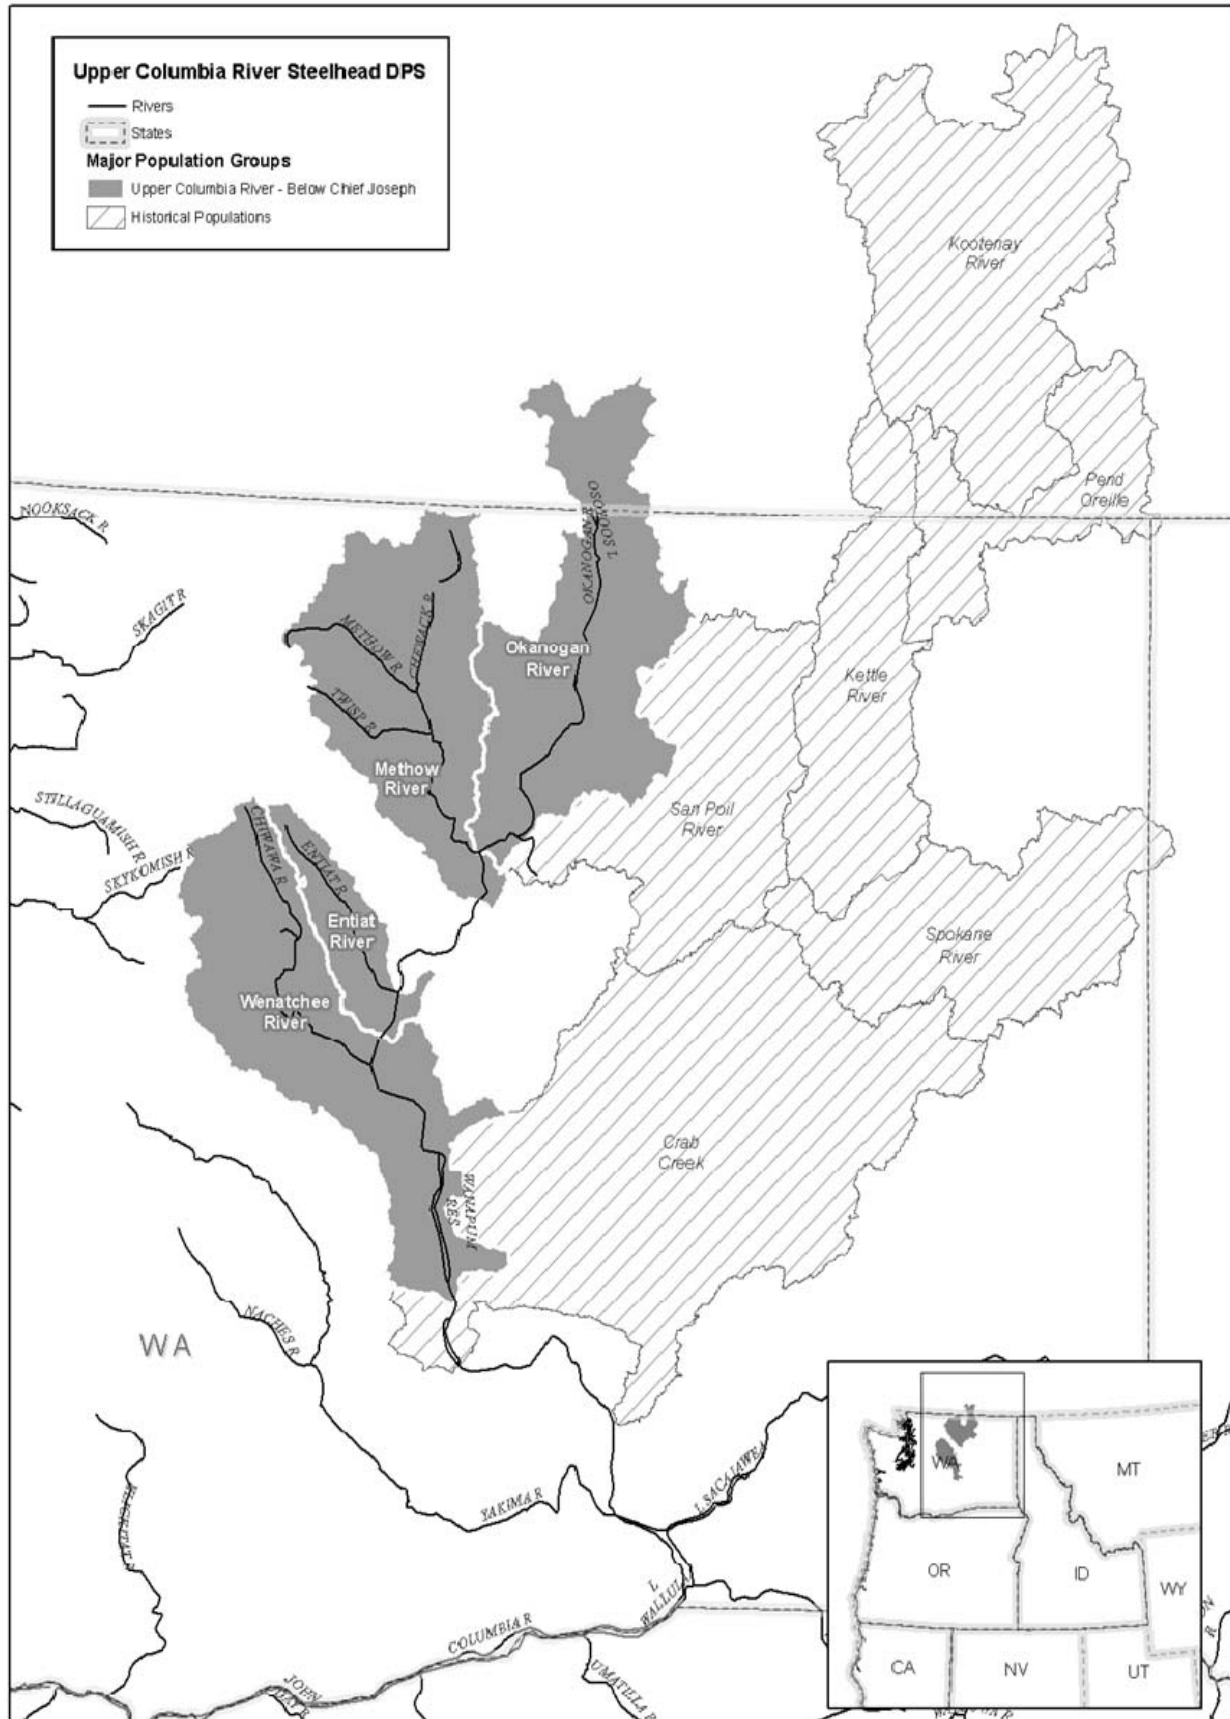 Upper Columbia River Steelhead DPS
Rivers
States
Major Population Groups
Upper Columbia River - Below Chief Joseph
Historical Populations
Kootenay
River
Pend
Oreille
NOOKSACK R
OSOYOOS L
OKANOGAN R
SKAGIT R
METHOW R
CHEWACK R
Okanogan
River
TWISP R
Kettle
River
Methow
River
San Poil
River
STILLAGUAMISH R
SKYKOMISH R
CHIWAWA R
ENTIAT R
Entiat
River
Spokane
River
Wenatchee
River
Crab
Creek
WANAPUM
RES
NACHES R
WA
L SACAJAWEA
YAKIMA R
L
WALLULA
COLUMBIA R
UMATILLA R
JOHN
DAY R
WA
MT
OR
ID
WY
CA
NV
UT